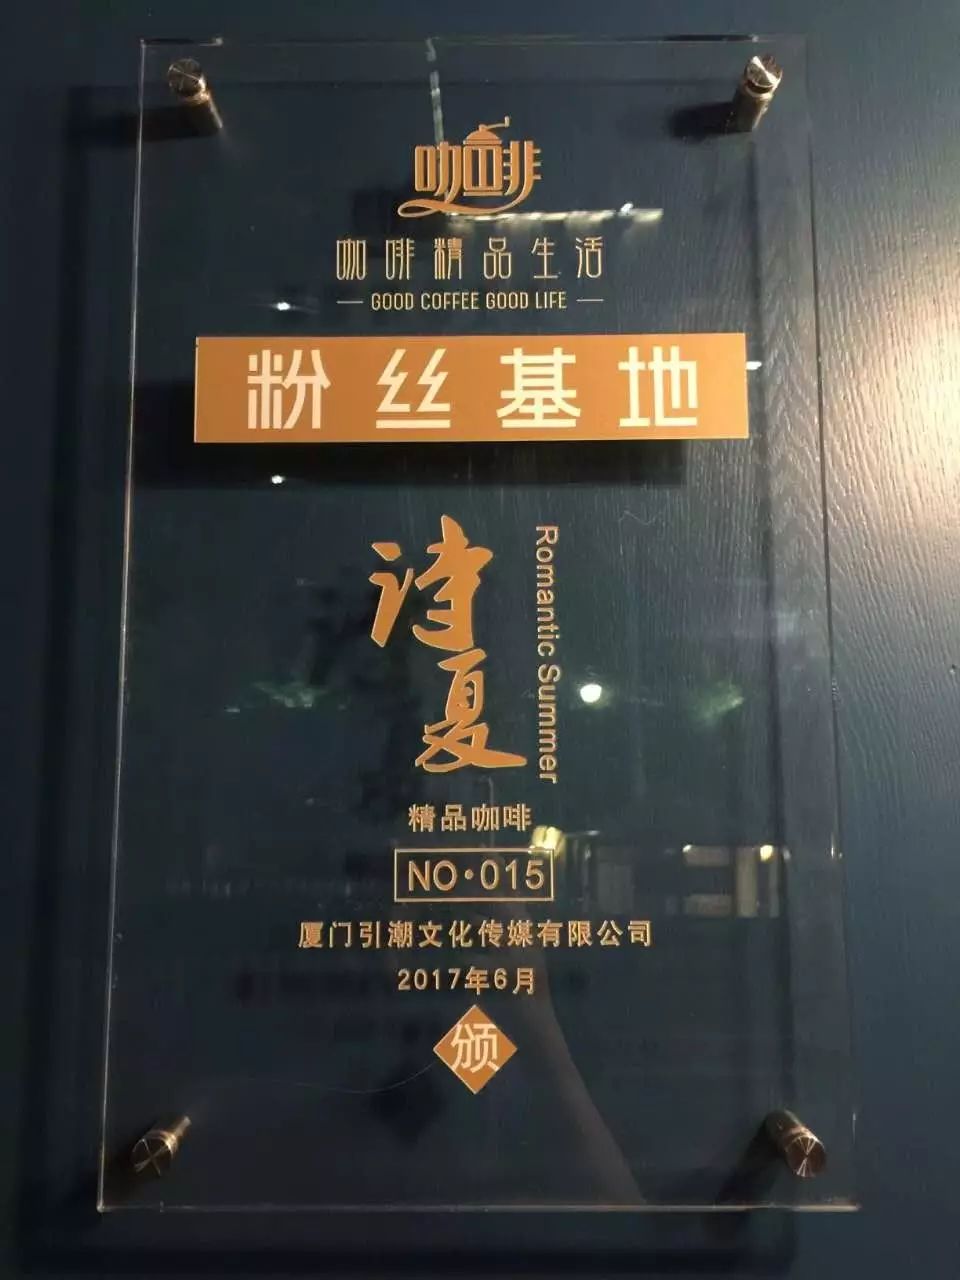 咖啡
咖啡精品生活
GOOD COFFEE GOOD LIFE
粉丝基地
诗夏
Romantic Summer
精品咖啡
NO·015
厦门引潮文化传媒有限公司
2017年6月
颁